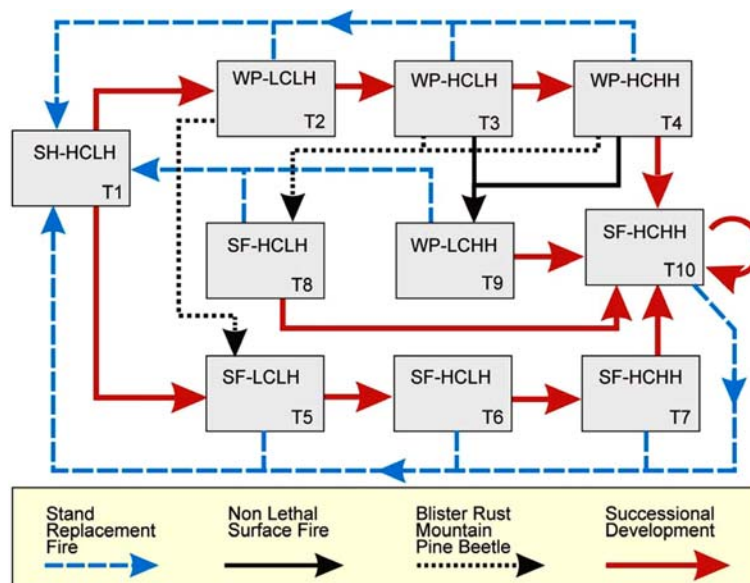 WP-LCLH
T2
WP-HCLH
T3
WP-HCHH
T4
SH-HCLH
T1
SF-HCLH
T8
WP-LCHH
T9
SF-HCHH
T10
SF-LCLH
T5
SF-HCLH
T6
SF-HCHH
T7
Stand
Replacement
Fire
Non Lethal
Surface Fire
Blister Rust
Mountain
Pine Beetle
Successional
Development